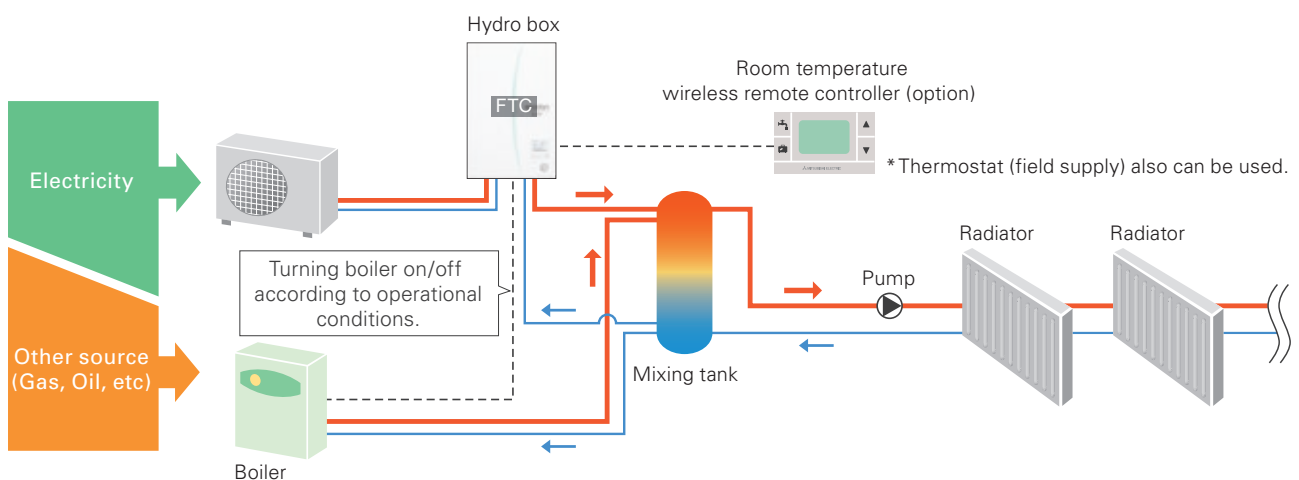 Hydro box
FTC
Room temperature
wireless remote controller (option)
* Thermostat (field supply) also can be used.
Electricity
Turning boiler on/off
according to operational
conditions.
Other source
(Gas, Oil, etc)
Boiler
Mixing tank
Pump
Radiator
Radiator